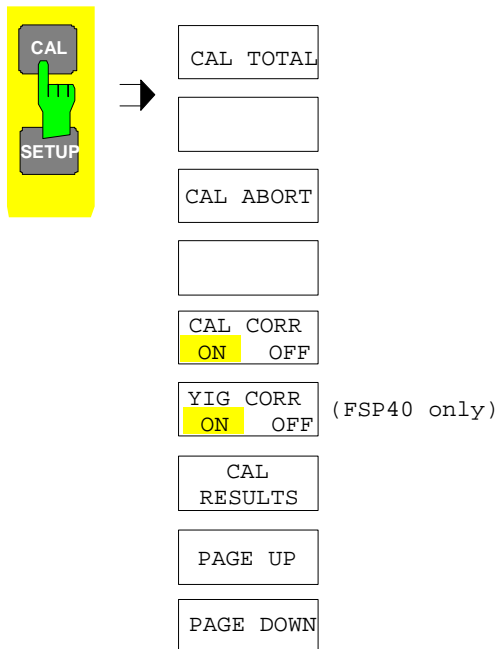 CAL
SETUP
CAL TOTAL
CAL ABORT
CAL CORR
ON OFF
YIG CORR
ON OFF
(FSP40 only)
CAL
RESULTS
PAGE UP
PAGE DOWN